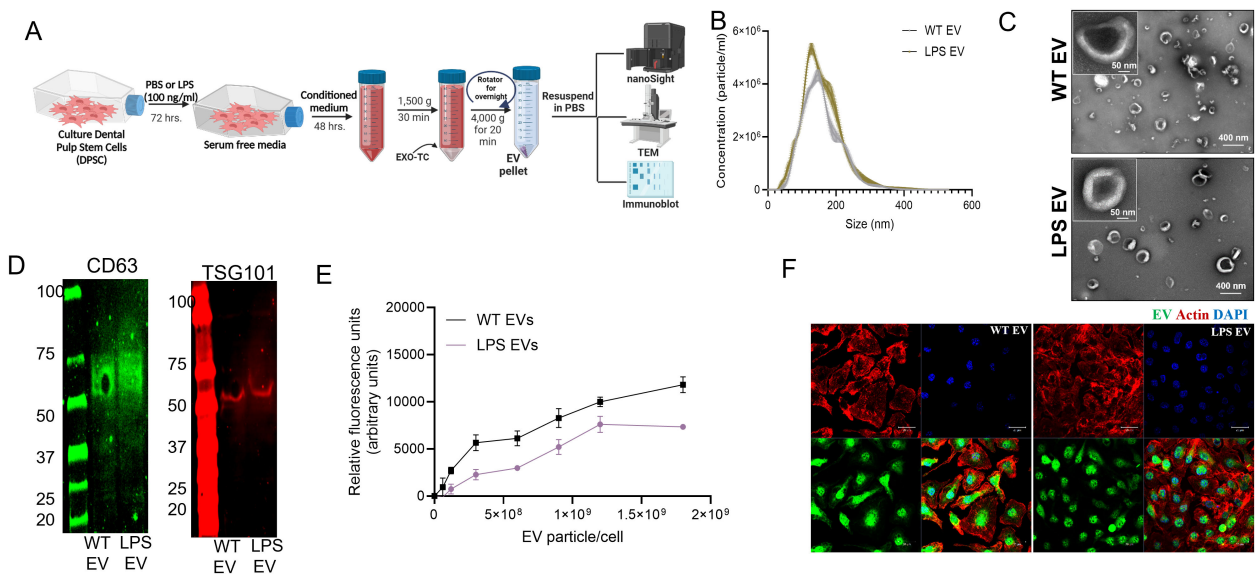 A
PBS or LPS
(100 ng/ml)
72 hrs.
Culture Dental
Pulp Stem Cells
(DPSC)
Serum free media
Conditioned
medium
48 hrs.
1,500 g
30 min
EXO-TC
Rotator
for
overnight
4,000 g
for 20
min
EV
pellet
Resuspend
in PBS
nanoSight
TEM
Immunoblot
B
Concentration (particle/ml)
6×10⁶
4×10⁶
2×10⁶
0
0
200
400
600
Size (nm)
WT EV
LPS EV
C
WT EV
50 nm
400 nm
LPS EV
50 nm
400 nm
D
CD63
100
75
50
37
25
20
WT
EV
LPS
EV
TSG101
100
75
50
37
25
20
WT
EV
LPS
EV
E
Relative fluorescence units
(arbitrary units)
20000
15000
10000
5000
0
0
5×10⁸
1×10⁹
1.5×10⁹
2×10⁹
EV particle/cell
WT EVs
LPS EVs
F
EV Actin DAPI
WT EV
LPS EV